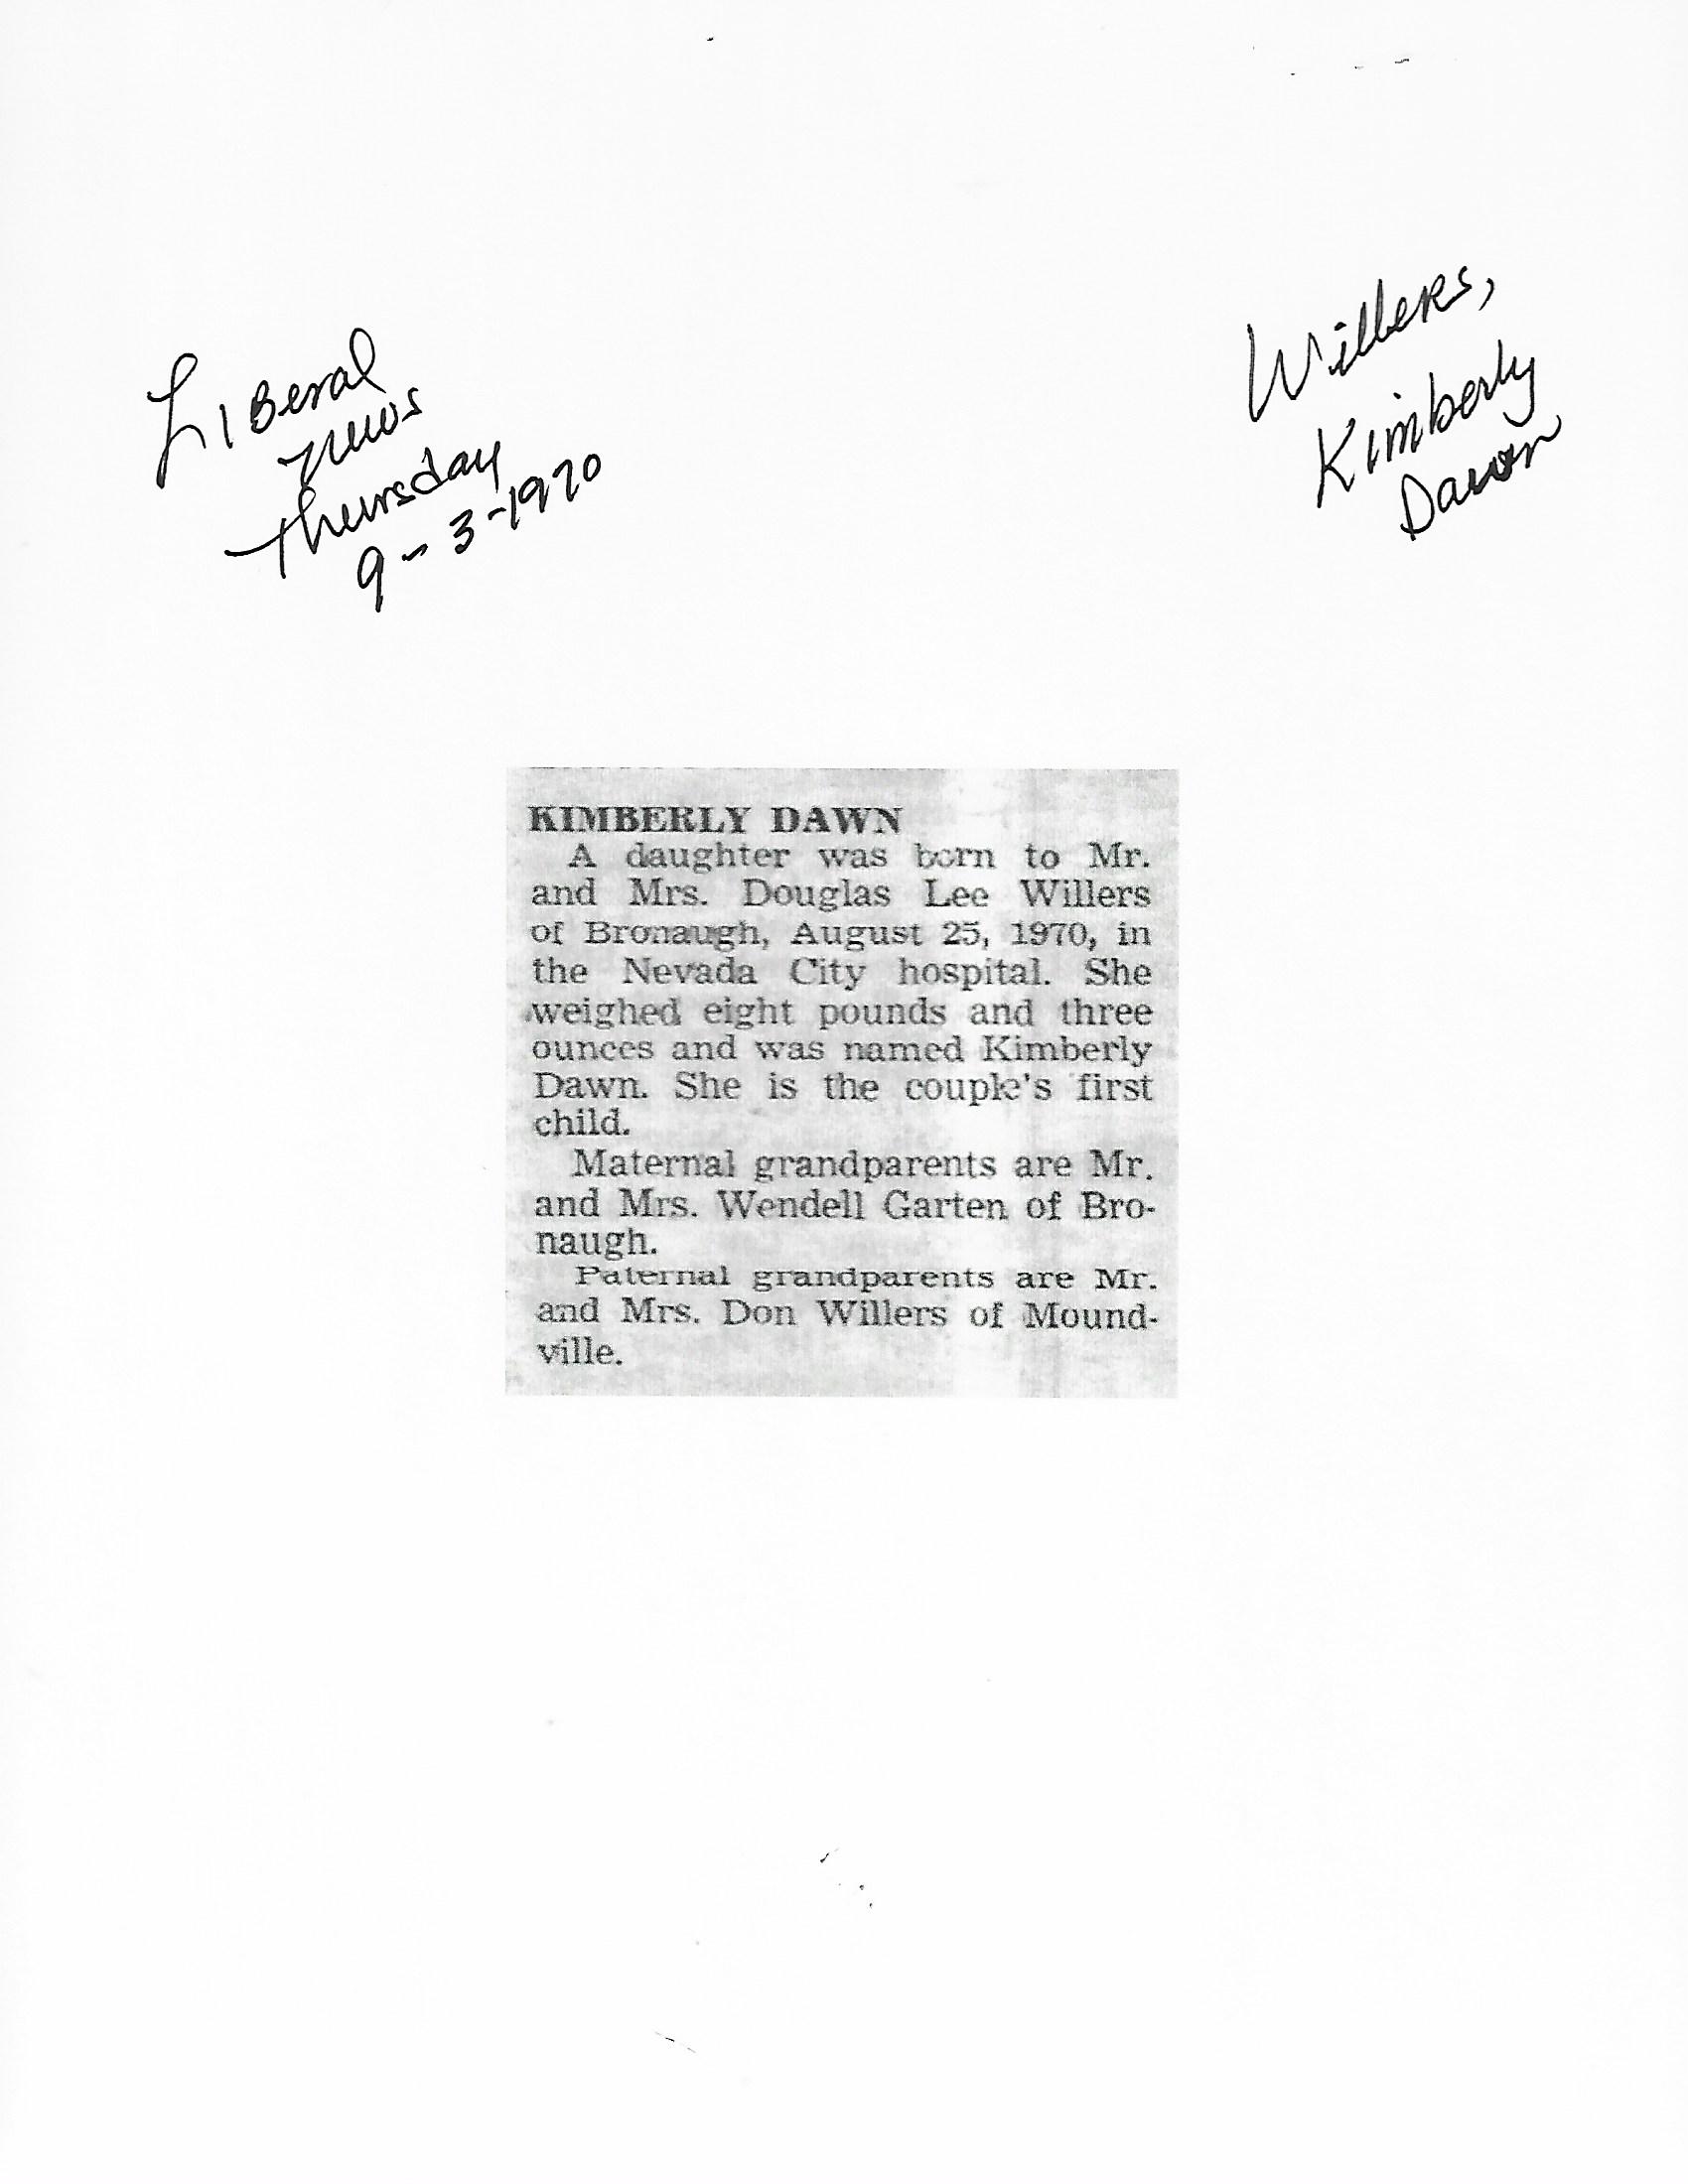 Liberal
News
Thursday
9-3-1970
Willers,
Kimberly
Dawn
KIMBERLY DAWN
A daughter was born to Mr.
and Mrs. Douglas Lee Willers
of Bronaugh, August 25, 1970, in
the Nevada City hospital. She
weighed eight pounds and three
ounces and was named Kimberly
Dawn. She is the couple's first
child.
Maternal grandparents are Mr.
and Mrs. Wendell Garten of Bro-
naugh.
Paternal grandparents are Mr.
and Mrs. Don Willers of Mound-
ville.